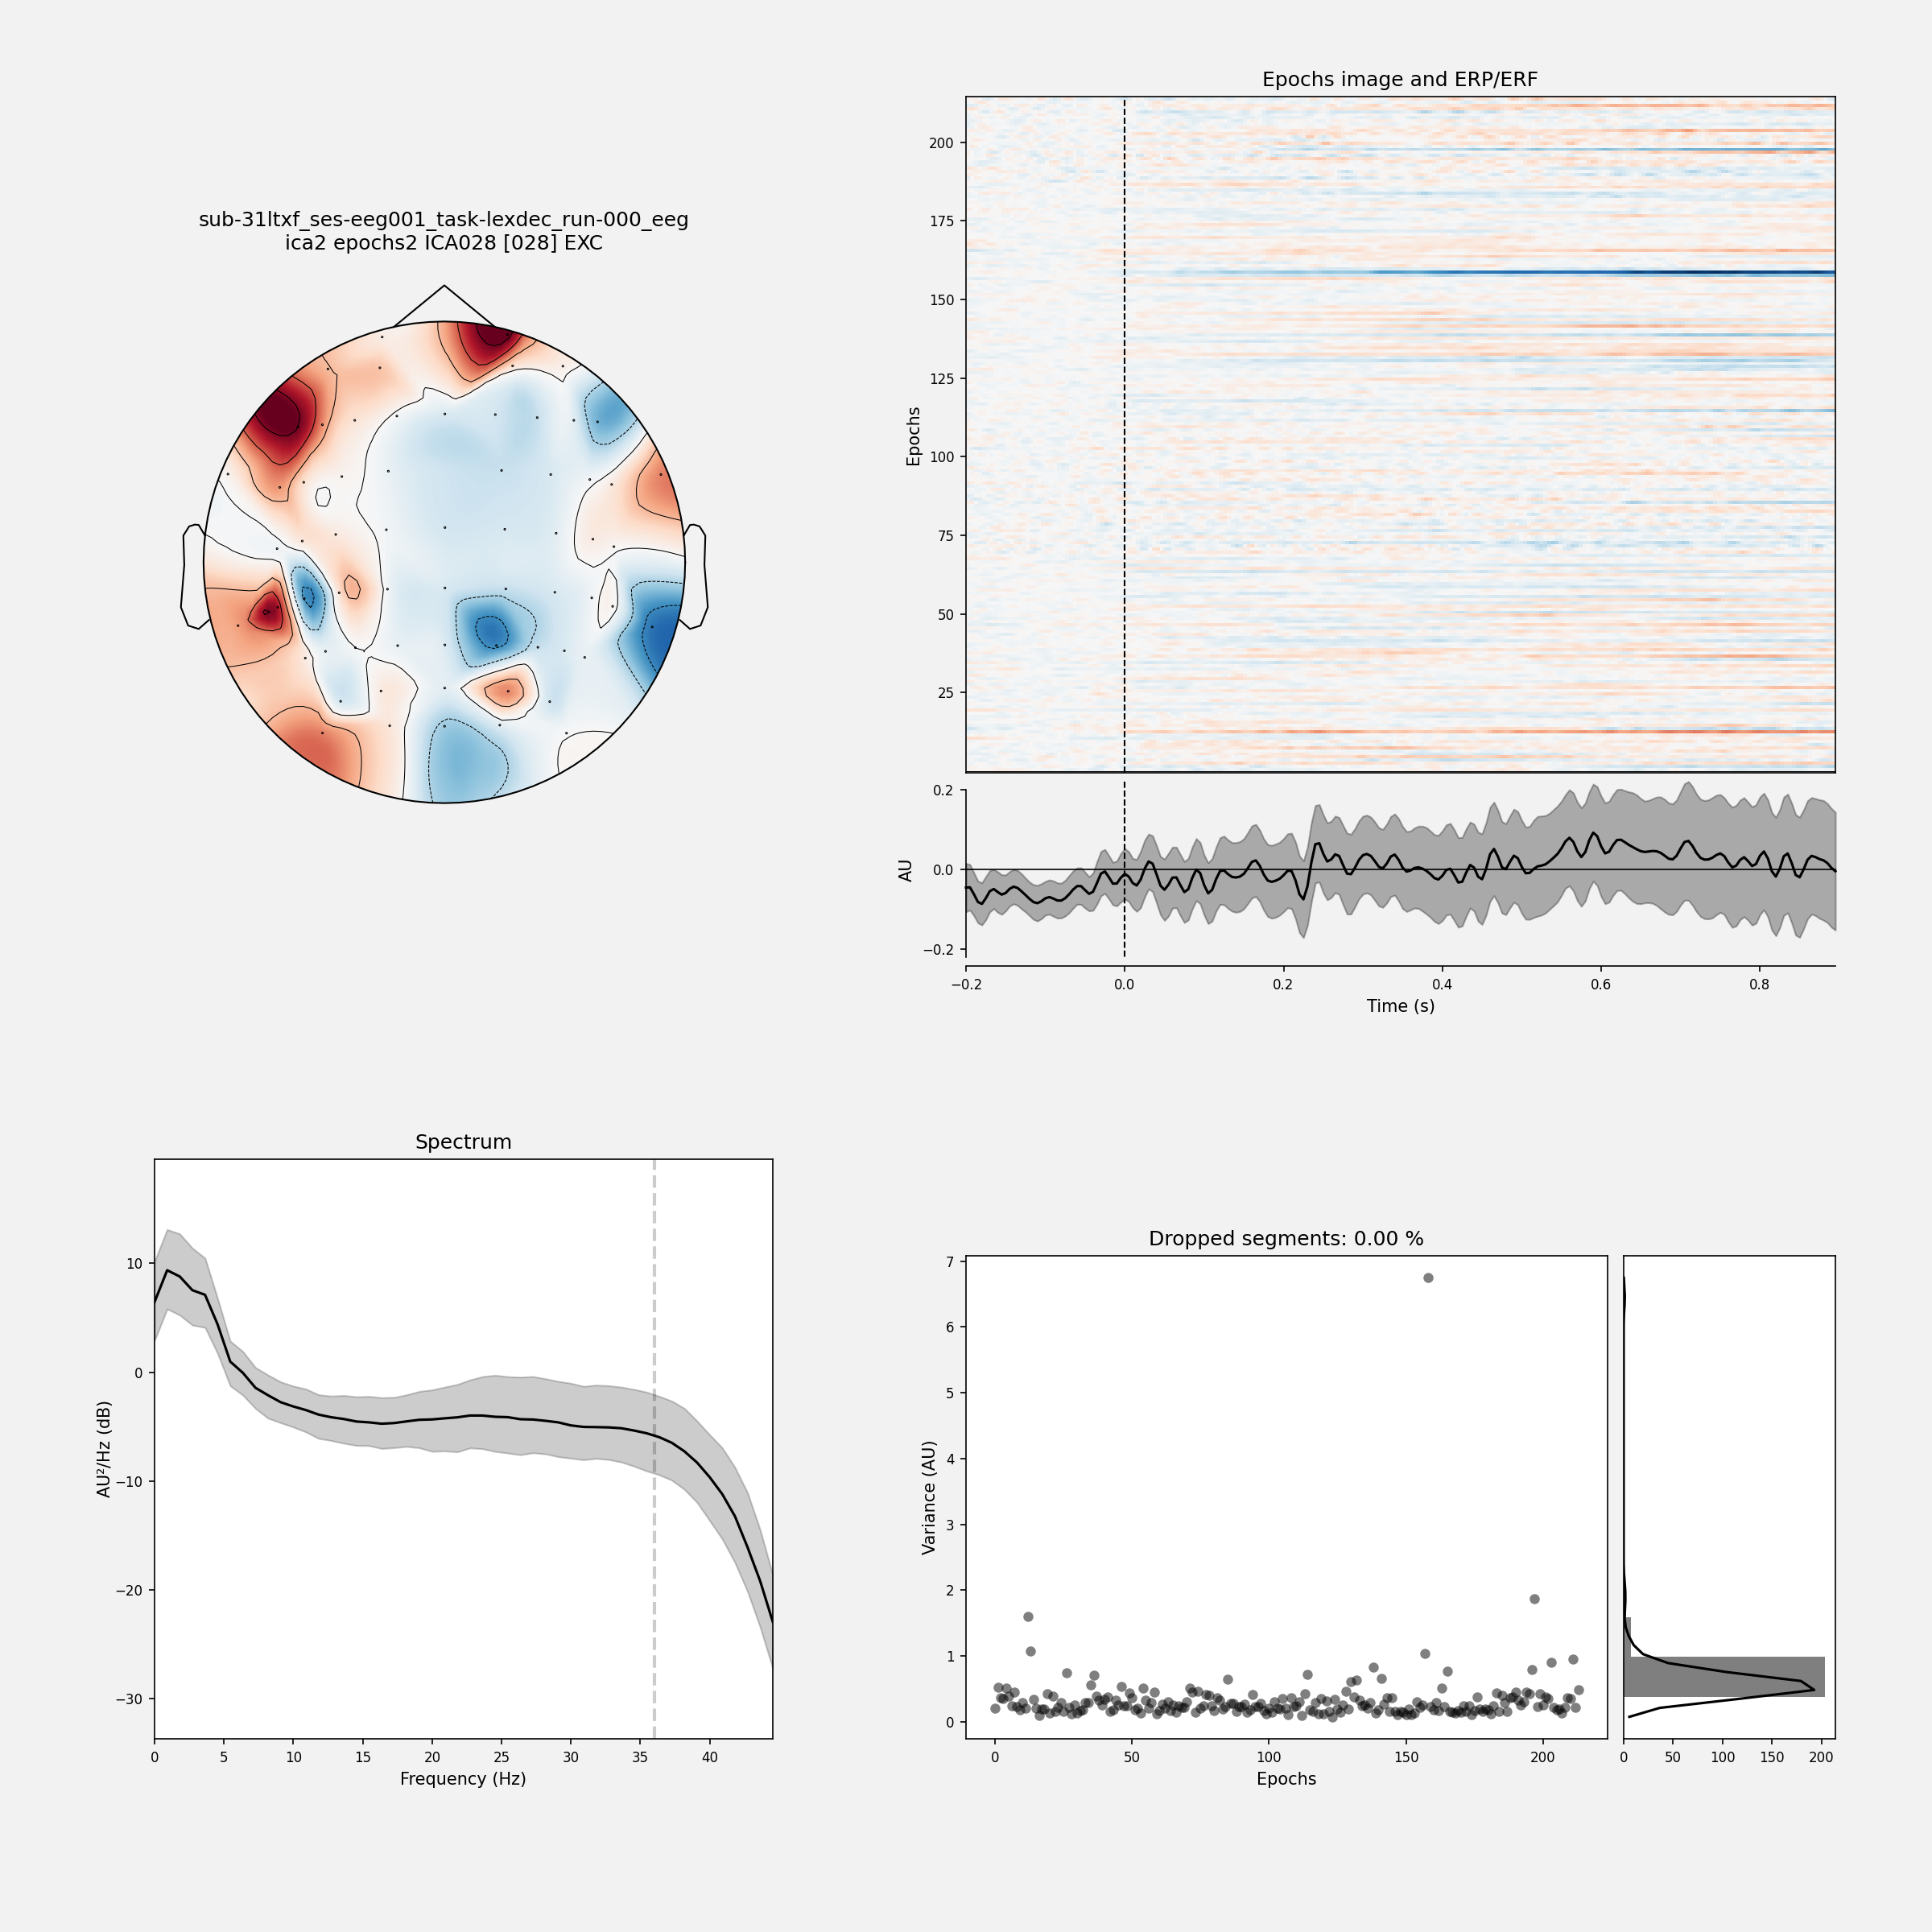 sub-31ltxf_ses-eeg001_task-lexdec_run-000_eeg
ica2 epochs2 ICA028 [028] EXC
Epochs image and ERP/ERF
Epochs
200
175
150
125
100
75
50
25
AU
0.2
0.0
−0.2
−0.2 0.0 0.2 0.4 0.6 0.8
Time (s)
Spectrum
AU²/Hz (dB)
10
0
−10
−20
−30
0 5 10 15 20 25 30 35 40
Frequency (Hz)
Dropped segments: 0.00 %
Variance (AU)
7
6
5
4
3
2
1
0
0 50 100 150 200
Epochs
0 50 100 150 200